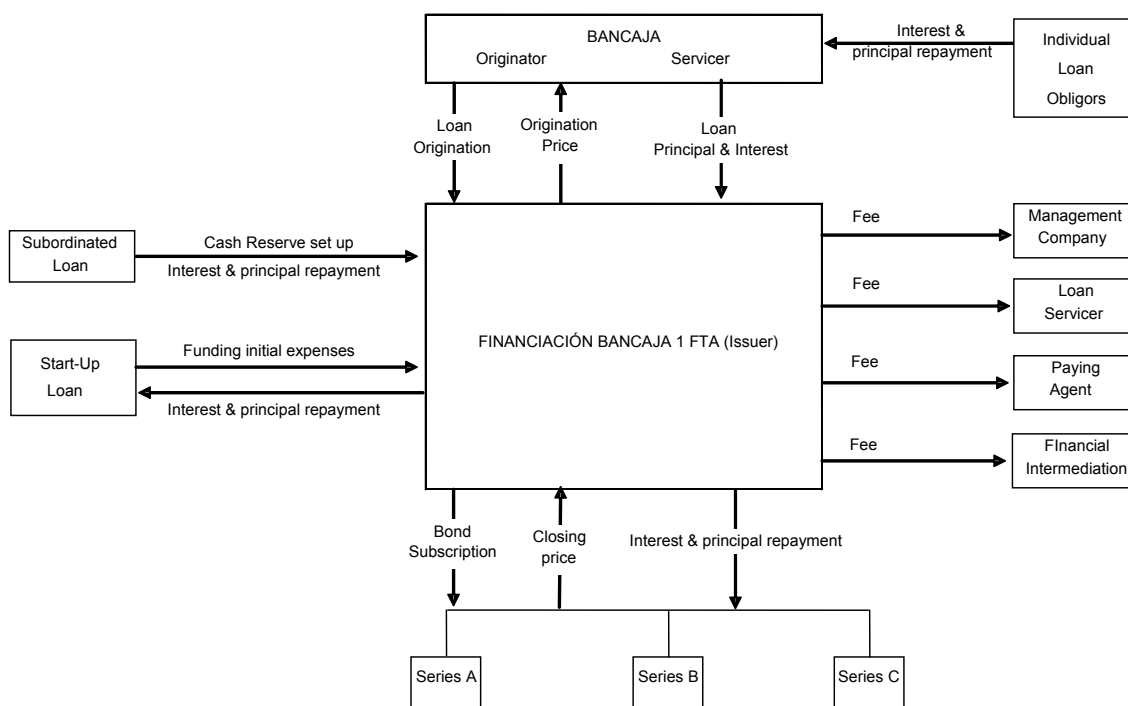 BANCAJA
Originator Servicer
Interest &
principal repayment
Individual
Loan
Obligors
Loan
Origination
Origination
Price
Loan
Principal & Interest
Subordinated
Loan
Cash Reserve set up
Interest & principal repayment
Start-Up
Loan
Funding initial expenses
Interest & principal repayment
FINANCIACIÓN BANCAJA 1 FTA (Issuer)
Fee
Management
Company
Fee
Loan
Servicer
Fee
Paying
Agent
Fee
FInancial
Intermediation
Bond
Subscription
Closing
price
Interest & principal repayment
Series A
Series B
Series C